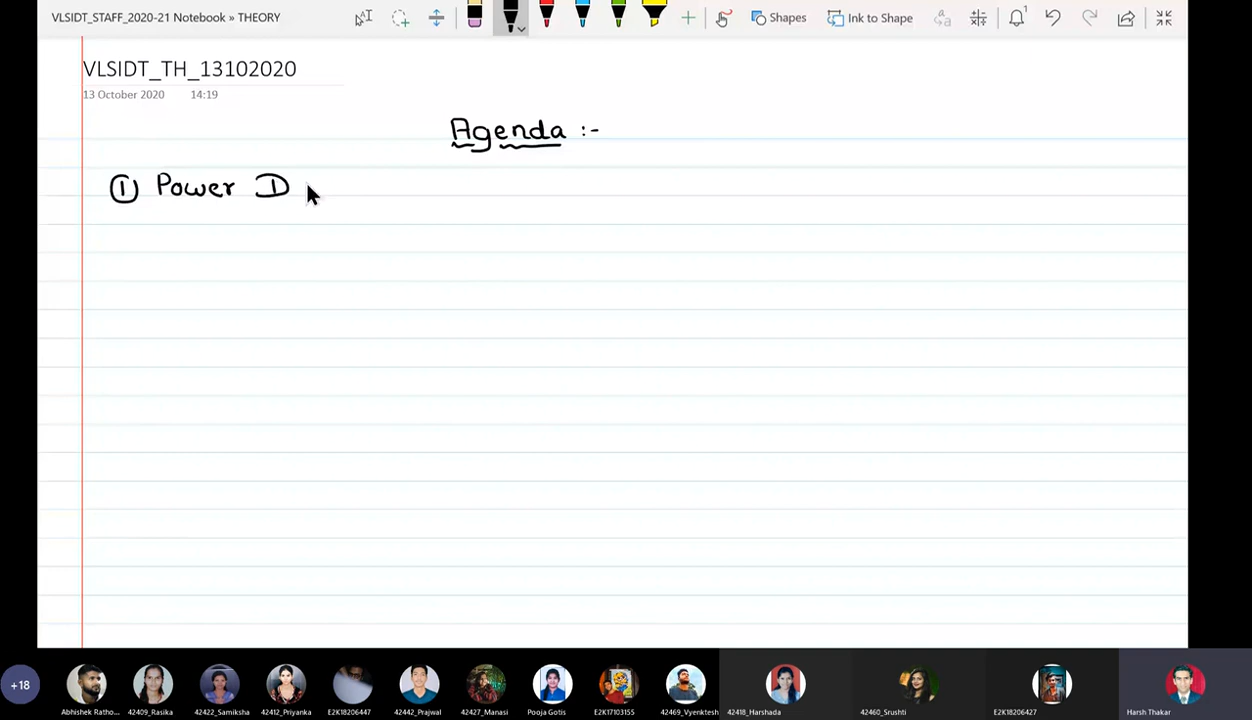 VLSIDT_STAFF_2020-21 Notebook » THEORY
Shapes
Ink to Shape
VLSIDT_TH_13102020
13 October 2020 14:19
Agenda :-
① Power D
+18
Abhishek Ratho...
42409_Rasika
42422_Samiksha
42412_Priyanka
E2K18206447
42442_Prajwal
42427_Manasi
Pooja Gotis
E2K17103155
42469_Vyenktesh
42418_Harshada
42460_Srushti
E2K18206427
Harsh Thakar